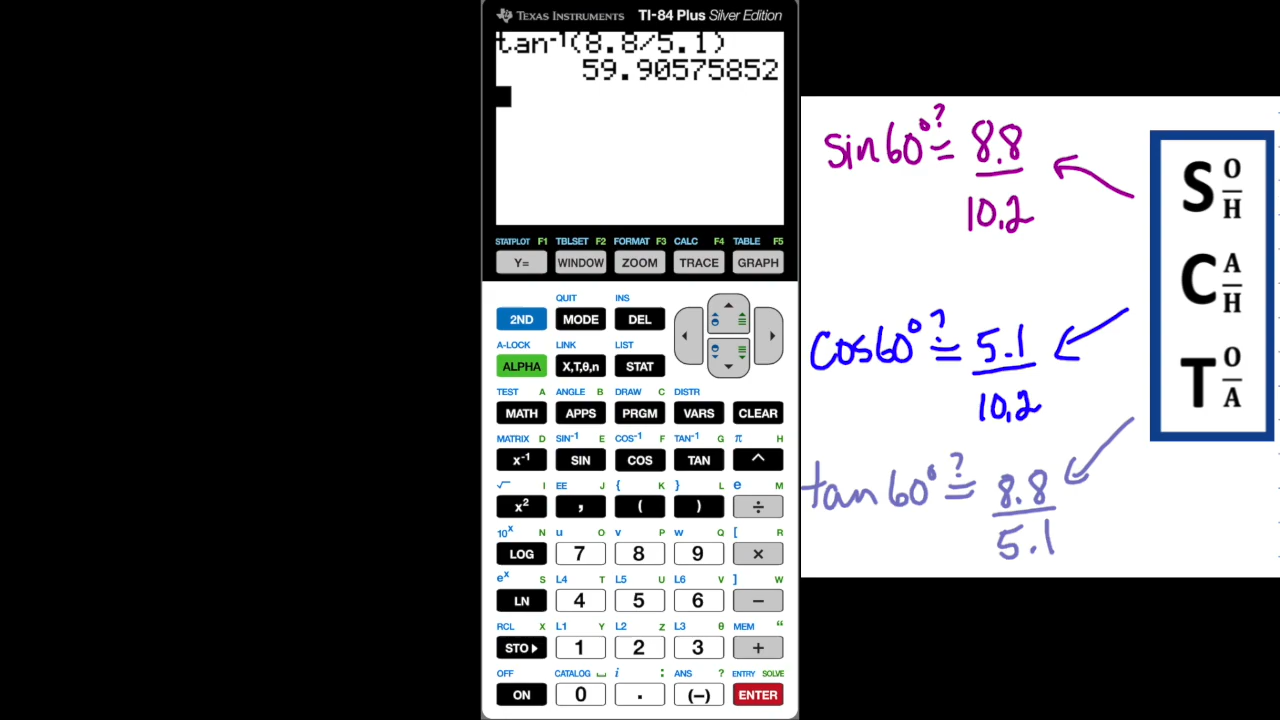 TEXAS INSTRUMENTS TI-84 Plus Silver Edition
tan⁻¹(8.8/5.1)
59.90575852
STATPLOT F1 TBLSET F2 FORMAT F3 CALC F4 TABLE F5
Y= WINDOW ZOOM TRACE GRAPH
QUIT INS
2ND MODE DEL
A-LOCK LINK LIST
ALPHA X,T,θ,n STAT
TEST A ANGLE B DRAW C DISTR
MATH APPS PRGM VARS CLEAR
MATRIX D SIN⁻¹ E COS⁻¹ F TAN⁻¹ G π H
x⁻¹ SIN COS TAN ^
√ I EE J { K } L e M
x² , ( ) ÷
10ˣ N u O v P w Q [ R
LOG 7 8 9 ×
eˣ S L4 T L5 U L6 V ] W
LN 4 5 6 −
RCL X L1 Y L2 Z L3 θ MEM “
STO▶ 1 2 3 +
OFF CATALOG ⎵ i : ANS ? ENTRY SOLVE
ON 0 . (−) ENTER
sin60° ≟ 8.8
10.2
cos60° ≟ 5.1
10.2
tan60° ≟ 8.8
5.1
S O
H
C A
H
T O
A